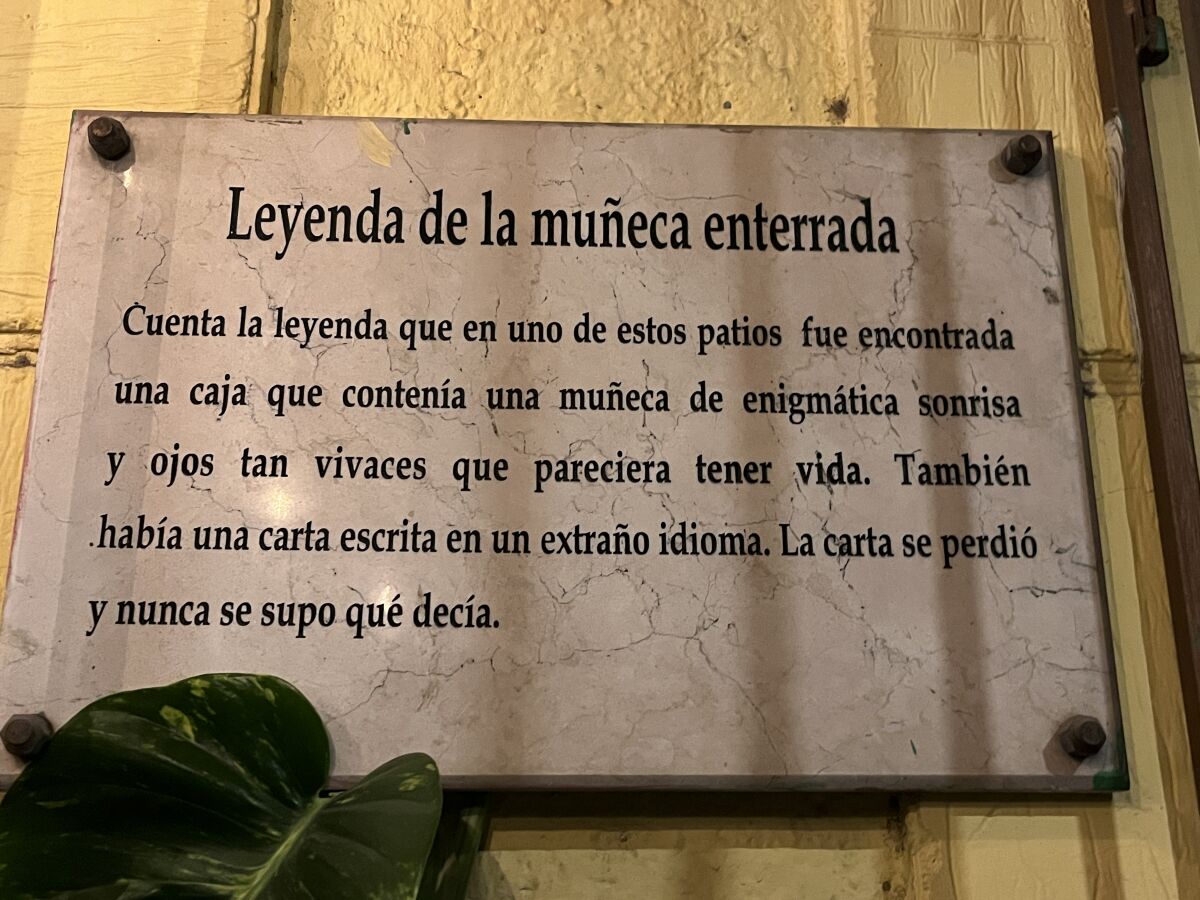 Leyenda de la muñeca enterrada
Cuenta la leyenda que en uno de estos patios fue encontrada
una caja que contenía una muñeca de enigmática sonrisa
y ojos tan vivaces que pareciera tener vida. También
había una carta escrita en un extraño idioma. La carta se perdió
y nunca se supo qué decía.